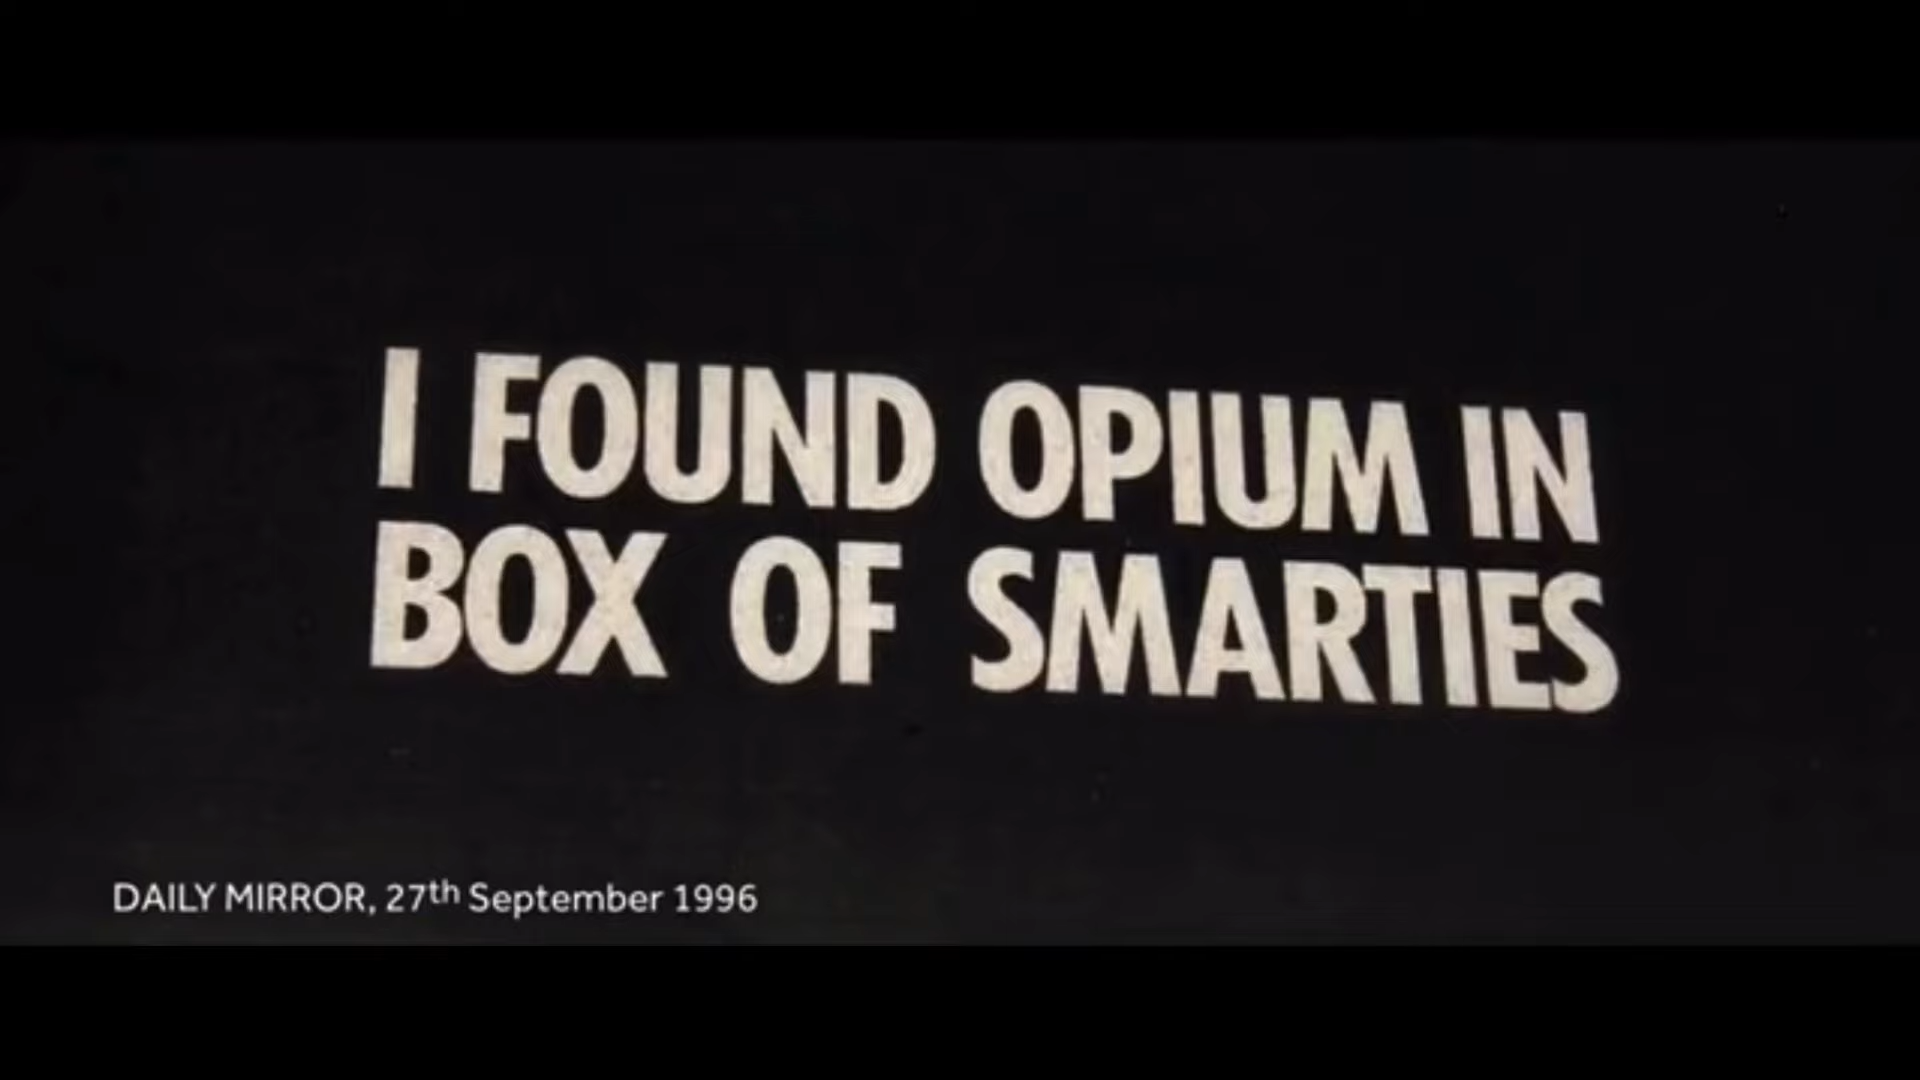 I FOUND OPIUM IN
BOX OF SMARTIES
DAILY MIRROR, 27th September 1996